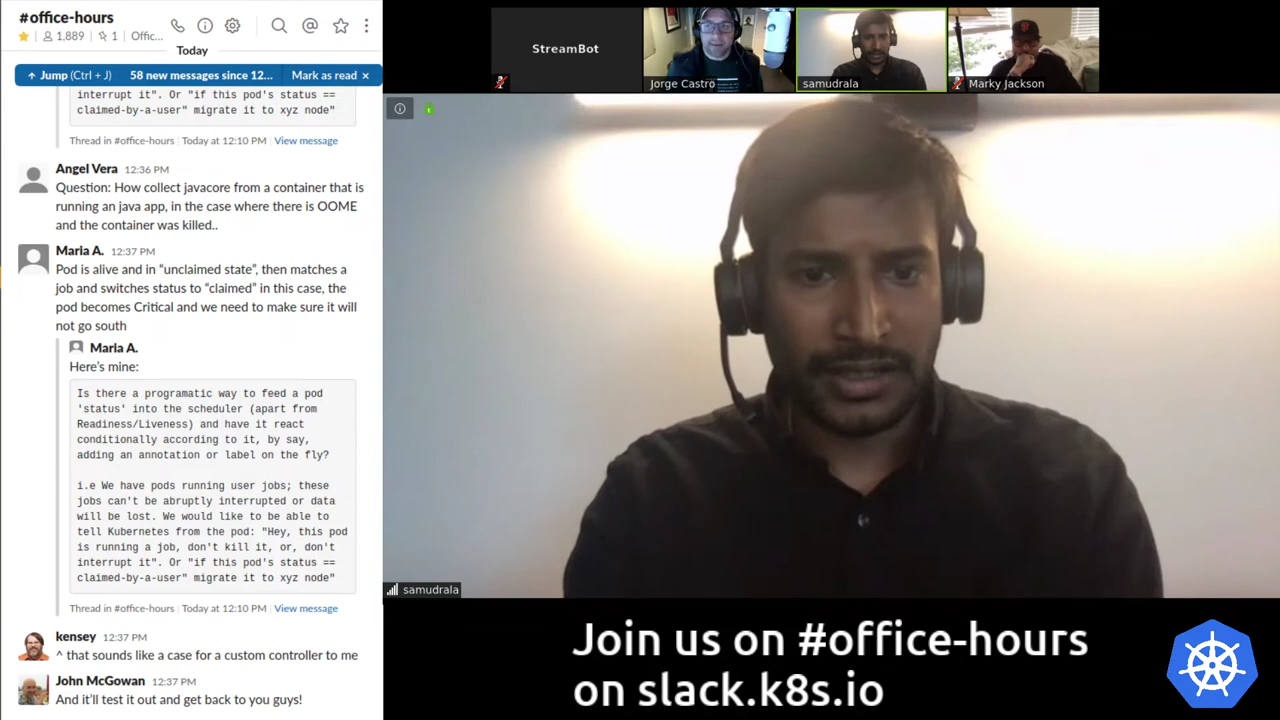 #office-hours
1,889 1 Offic...
Today
Jump (Ctrl + J) 58 new messages since 12... Mark as read ×
interrupt it". Or "if this pod's status ==
claimed-by-a-user" migrate it to xyz node"
Thread in #office-hours | Today at 12:10 PM | View message
Angel Vera 12:36 PM
Question: How collect javacore from a container that is
running an java app, in the case where there is OOME
and the container was killed..
Maria A. 12:37 PM
Pod is alive and in “unclaimed state”, then matches a
job and switches status to “claimed” in this case, the
pod becomes Critical and we need to make sure it will
not go south
Maria A.
Here's mine:
Is there a programatic way to feed a pod
'status' into the scheduler (apart from
Readiness/Liveness) and have it react
conditionally according to it, by say,
adding an annotation or label on the fly?
i.e We have pods running user jobs; these
jobs can't be abruptly interrupted or data
will be lost. We would like to be able to
tell Kubernetes from the pod: "Hey, this pod
is running a job, don't kill it, or, don't
interrupt it". Or "if this pod's status ==
claimed-by-a-user" migrate it to xyz node"
Thread in #office-hours | Today at 12:10 PM | View message
kensey 12:37 PM
^ that sounds like a case for a custom controller to me
John McGowan 12:37 PM
And it’ll test it out and get back to you guys!
StreamBot
Jorge Castro
samudrala
Marky Jackson
samudrala
Join us on #office-hours
on slack.k8s.io